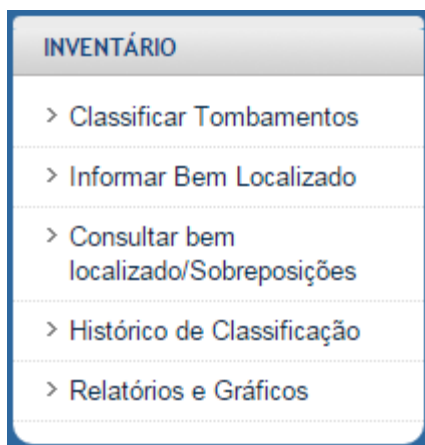 INVENTÁRIO
> Classificar Tombamentos
> Informar Bem Localizado
> Consultar bem
localizado/Sobreposições
> Histórico de Classificação
> Relatórios e Gráficos